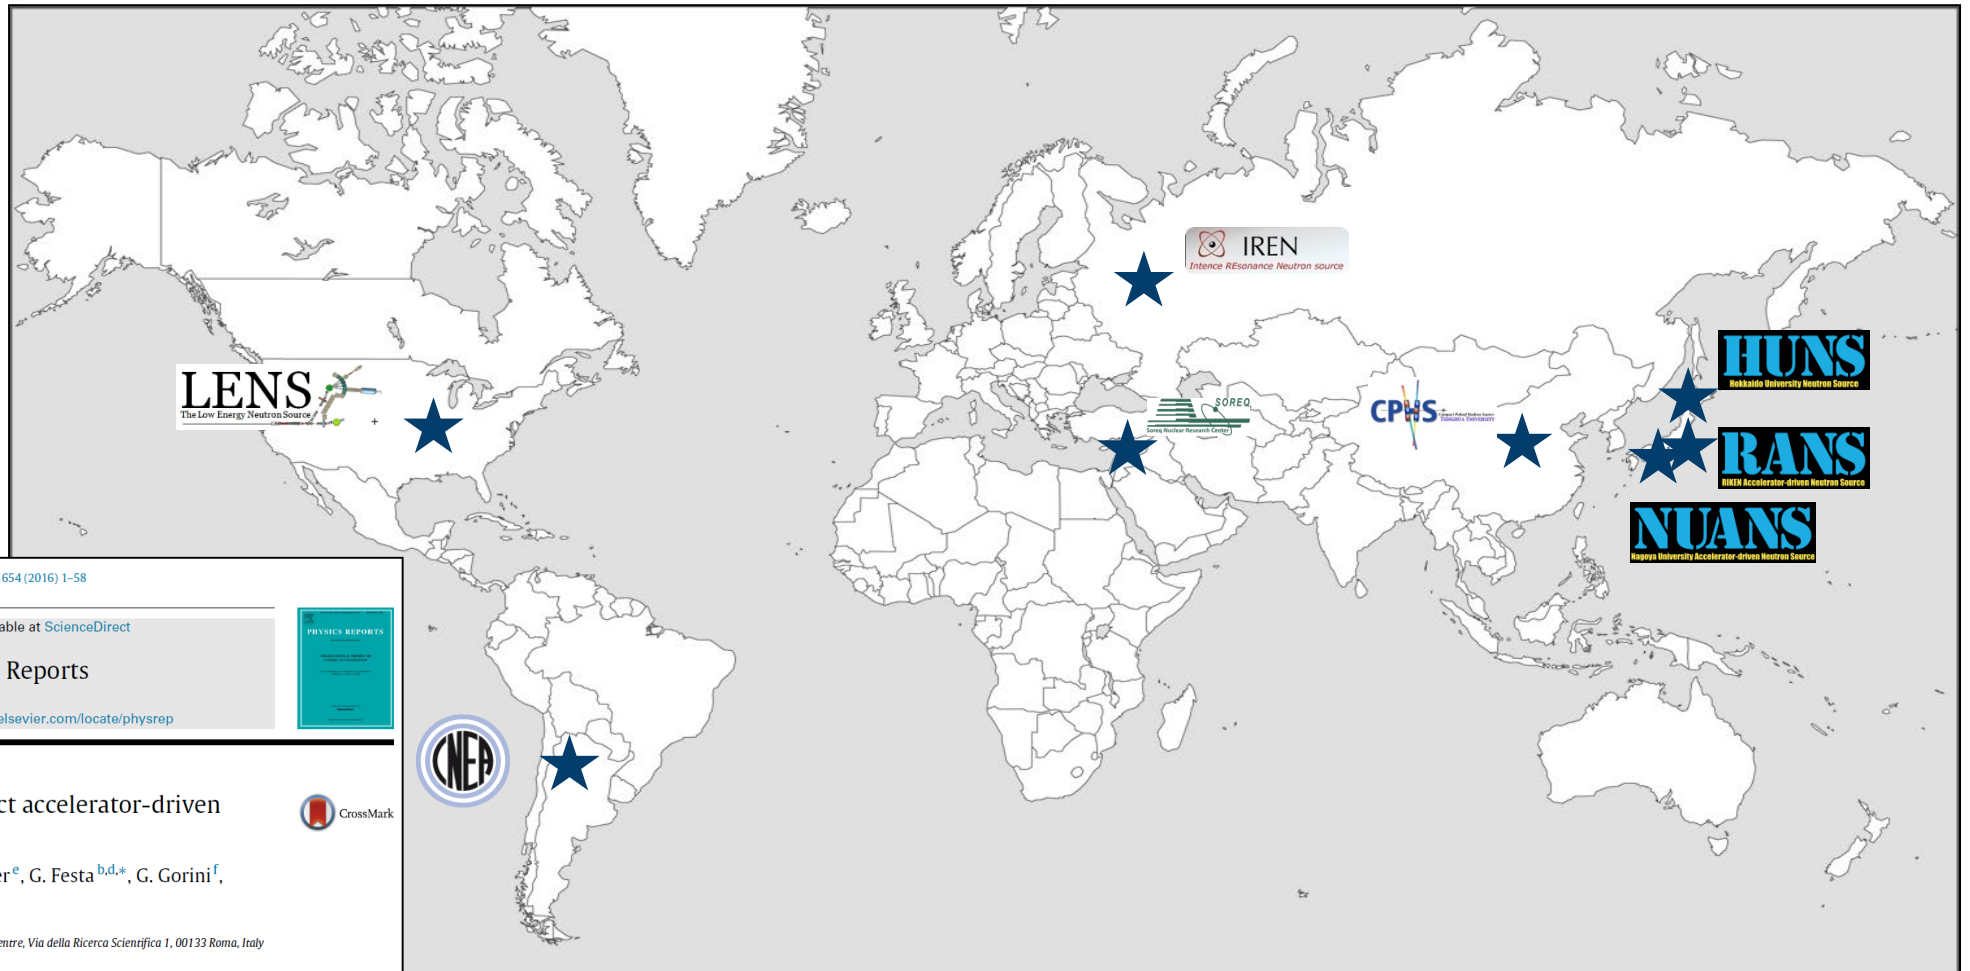 IREN
Intence REsonance Neutron source
HUNS
Hokkaido University Neutron Source
LENS
The Low Energy Neutron Source
SOREQ
Soreq Nuclear Research Center
CPHS
TSINGHUA UNIVERSITY
RANS
RIKEN Accelerator-driven Neutron Source
NUANS
Nagoya University Accelerator-driven Neutron Source
654 (2016) 1–58
able at ScienceDirect
Reports
elsevier.com/locate/physrep
PHYSICS REPORTS
CNEA
ct accelerator-driven
CrossMark
er e, G. Festa b,d,*, G. Gorini f,
entre, Via della Ricerca Scientifica 1, 00133 Roma, Italy